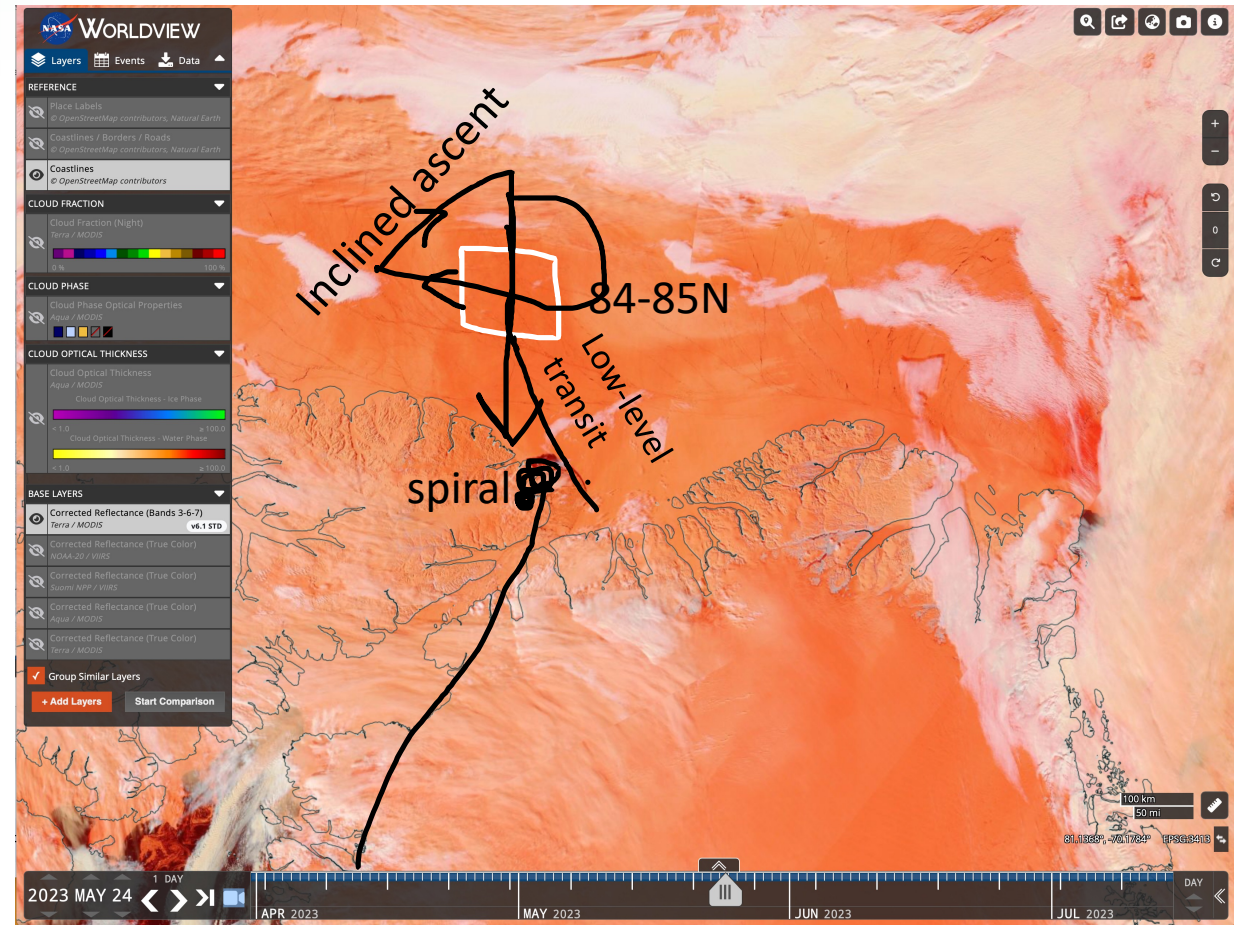 NASA WORLDVIEW
Layers Events Data
REFERENCE
Place Labels
© OpenStreetMap contributors, Natural Earth
Coastlines / Borders / Roads
© OpenStreetMap contributors, Natural Earth
Coastlines
© OpenStreetMap contributors
CLOUD FRACTION
Cloud Fraction (Night)
Terra / MODIS
0 % 100 %
CLOUD PHASE
Cloud Phase Optical Properties
Aqua / MODIS
CLOUD OPTICAL THICKNESS
Cloud Optical Thickness
Aqua / MODIS
Cloud Optical Thickness - Ice Phase
< 1.0 ≥ 100.0
Cloud Optical Thickness - Water Phase
< 1.0 ≥ 100.0
BASE LAYERS
Corrected Reflectance (Bands 3-6-7)
Terra / MODIS v6.1 STD
Corrected Reflectance (True Color)
NOAA-20 / VIIRS
Corrected Reflectance (True Color)
Suomi NPP / VIIRS
Corrected Reflectance (True Color)
Aqua / MODIS
Corrected Reflectance (True Color)
Terra / MODIS
Group Similar Layers
+ Add Layers Start Comparison
Inclined ascent
84-85N
Low-level
transit
spiral
+
−
0
100 km
50 mi
81.1368°, -70.1784° EPSG:3413
2023 MAY 24
1 DAY
APR 2023 MAY 2023 JUN 2023 JUL 2023
DAY